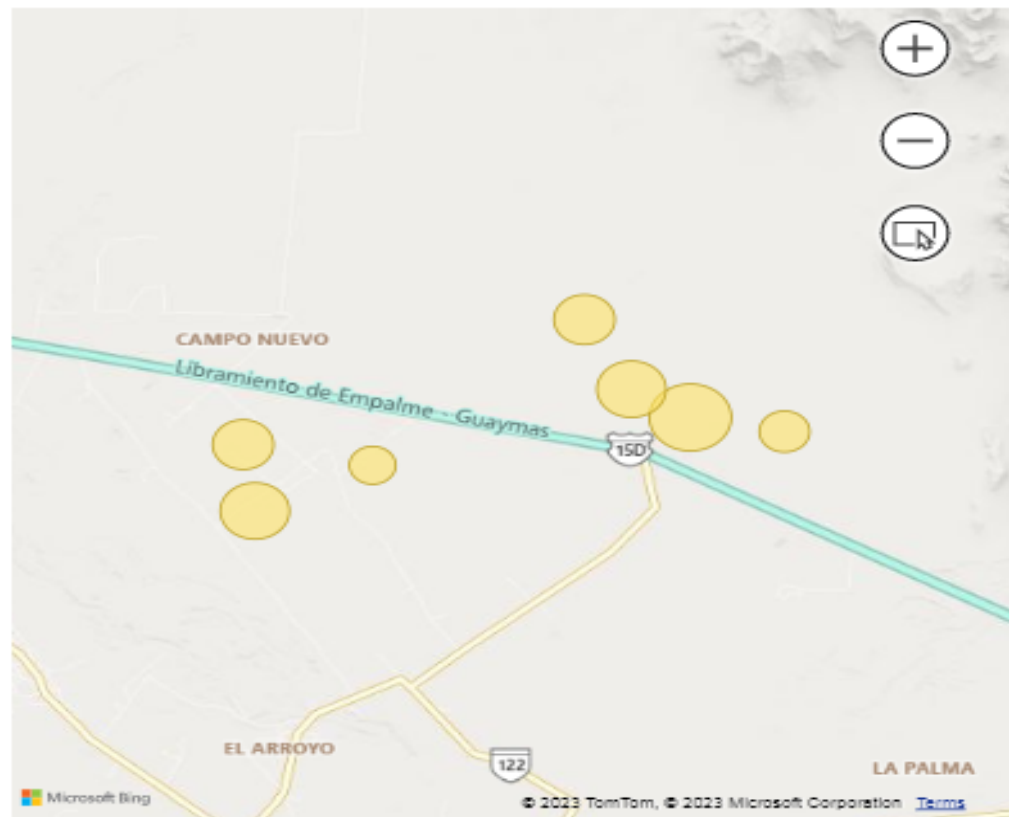 CAMPO NUEVO
Libramiento de Empalme - Guaymas
15D
EL ARROYO
122
LA PALMA
Microsoft Bing
© 2023 TomTom, © 2023 Microsoft Corporation Terms